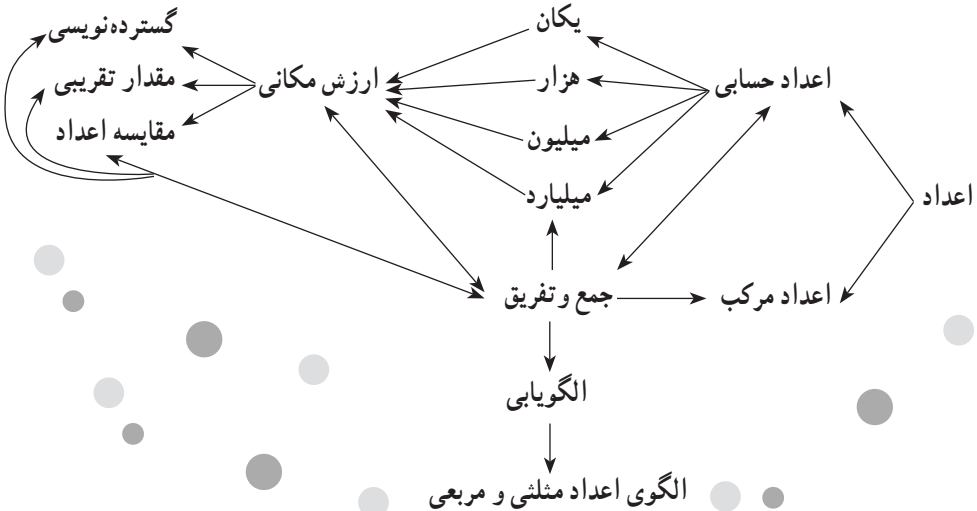 اعداد
اعداد حسابی
اعداد مرکب
یکان
هزار
میلیون
میلیارد
جمع و تفریق
ارزش مکانی
گسترده‌نویسی
مقدار تقریبی
مقایسه اعداد
الگویابی
الگوی اعداد مثلثی و مربعی